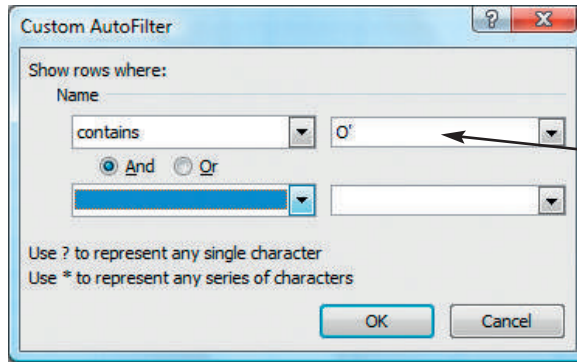 Custom AutoFilter
Show rows where:
Name
contains O'
And Or
Use ? to represent any single character
Use * to represent any series of characters
OK Cancel